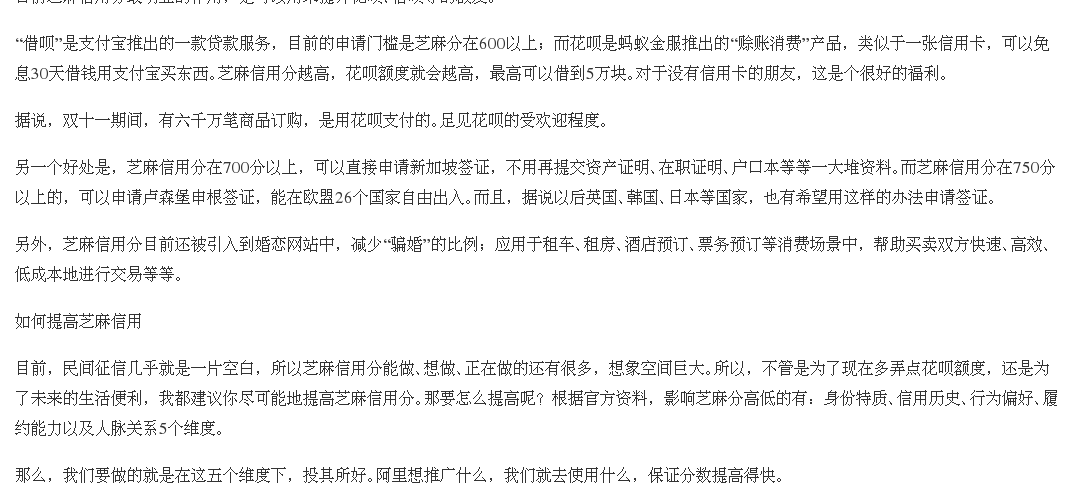 “借呗”是支付宝推出的一款贷款服务，目前的申请门槛是芝麻分在600以上；而花呗是蚂蚁金服推出的“赊账消费”产品，类似于一张信用卡，可以免
息30天借钱用支付宝买东西。芝麻信用分越高，花呗额度就会越高，最高可以借到5万块。对于没有信用卡的朋友，这是个很好的福利。
据说，双十一期间，有六千万笔商品订购，是用花呗支付的。足见花呗的受欢迎程度。
另一个好处是，芝麻信用分在700分以上，可以直接申请新加坡签证，不用再提交资产证明、在职证明、户口本等等一大堆资料。而芝麻信用分在750分
以上的，可以申请卢森堡申根签证，能在欧盟26个国家自由出入。而且，据说以后英国、韩国、日本等国家，也有希望用这样的办法申请签证。
另外，芝麻信用分目前还被引入到婚恋网站中，减少“骗婚”的比例；应用于租车、租房、酒店预订、票务预订等消费场景中，帮助买卖双方快速、高效、
低成本地进行交易等等。
如何提高芝麻信用
目前，民间征信几乎就是一片空白，所以芝麻信用分能做、想做、正在做的还有很多，想象空间巨大。所以，不管是为了现在多弄点花呗额度，还是为
了未来的生活便利，我都建议你尽可能地提高芝麻信用分。那要怎么提高呢？根据官方资料，影响芝麻分高低的有：身份特质、信用历史、行为偏好、履
约能力以及人脉关系5个维度。
那么，我们要做的就是在这五个维度下，投其所好。阿里想推广什么，我们就去使用什么，保证分数提高得快。